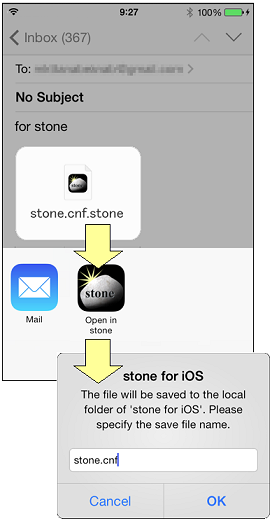 9:27
100%
Inbox (367)
To:
No Subject
for stone
stone.cnf.stone
stone
Mail
Open in
stone
stone for iOS
The file will be saved to the local
folder of 'stone for iOS'. Please
specify the save file name.
stone.cnf
Cancel OK